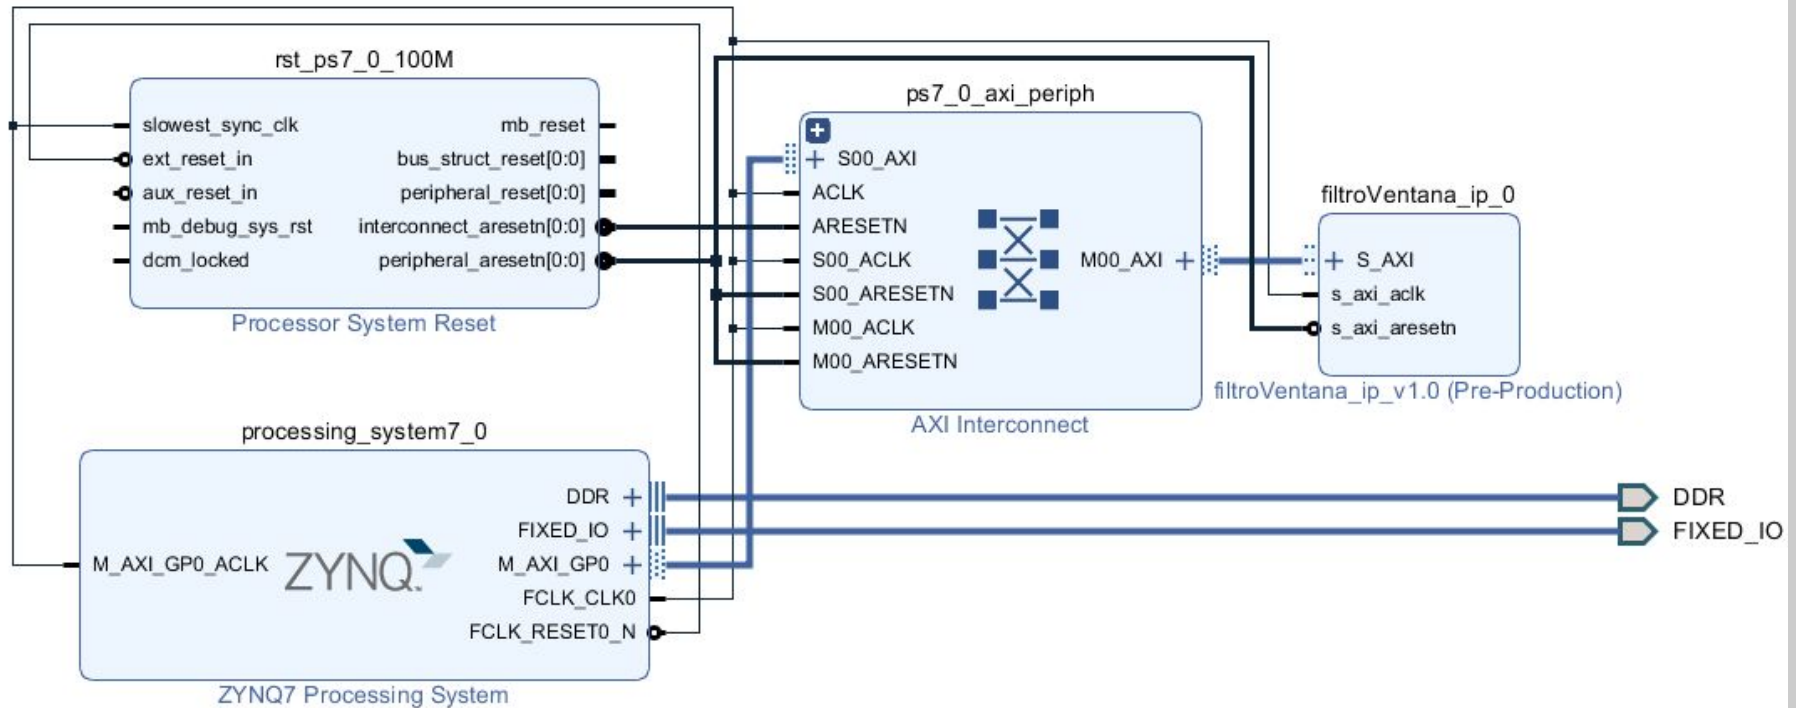 rst_ps7_0_100M
slowest_sync_clk
ext_reset_in
aux_reset_in
mb_debug_sys_rst
dcm_locked
mb_reset
bus_struct_reset[0:0]
peripheral_reset[0:0]
interconnect_aresetn[0:0]
peripheral_aresetn[0:0]
Processor System Reset
ps7_0_axi_periph
S00_AXI
ACLK
ARESETN
S00_ACLK
S00_ARESETN
M00_ACLK
M00_ARESETN
M00_AXI
AXI Interconnect
filtroVentana_ip_0
S_AXI
s_axi_aclk
s_axi_aresetn
filtroVentana_ip_v1.0 (Pre-Production)
processing_system7_0
M_AXI_GP0_ACLK
ZYNQ
DDR
FIXED_IO
M_AXI_GP0
FCLK_CLK0
FCLK_RESET0_N
ZYNQ7 Processing System
DDR
FIXED_IO